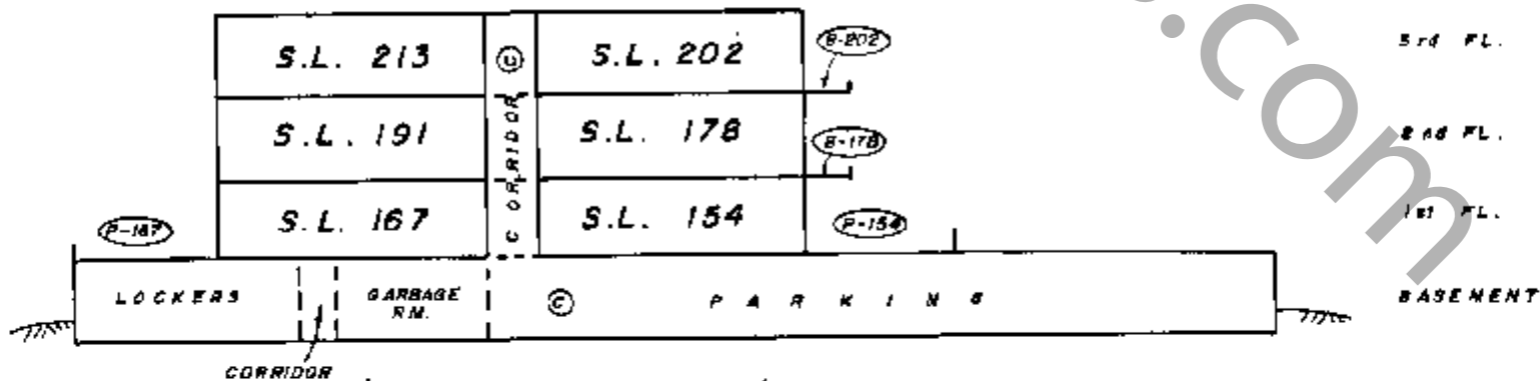 S.L. 213 Ⓒ S.L. 202 B-202 3rd FL.
S.L. 191 CORRIDOR S.L. 178 B-178 2nd FL.
P-167 S.L. 167 S.L. 154 P-154 1st FL.
LOCKERS GARBAGE RM. Ⓒ PARKING BASEMENT
CORRIDOR
.com